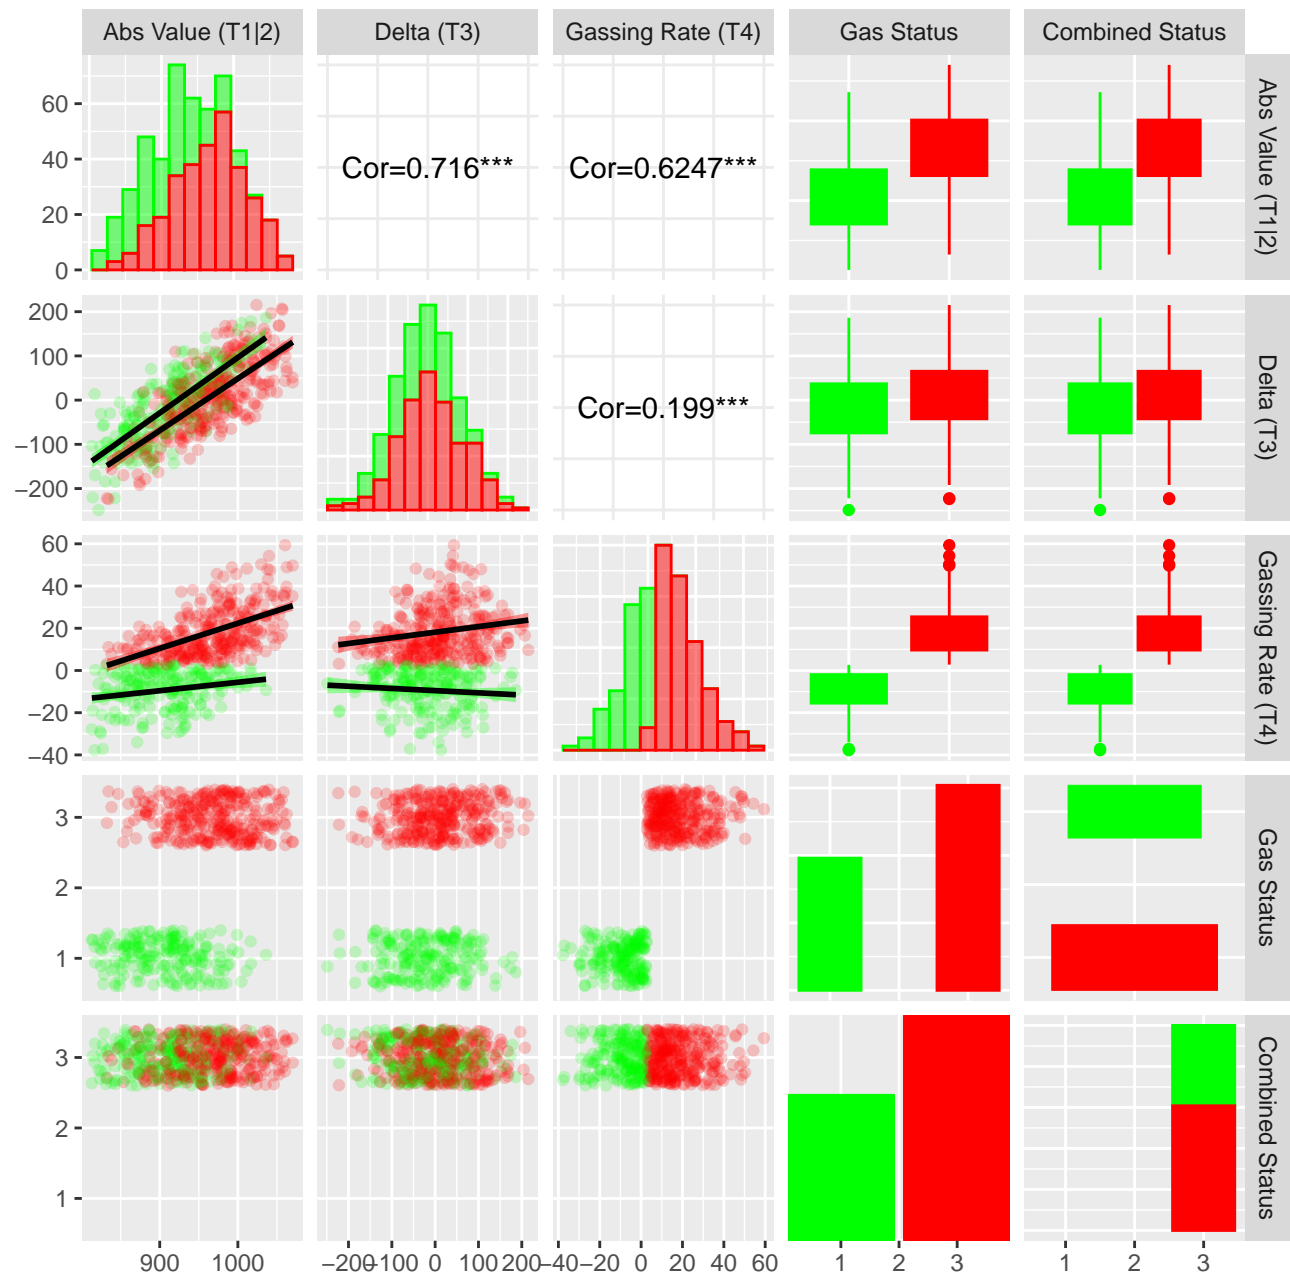 Abs Value (T1|2)
Delta (T3)
Gassing Rate (T4)
Gas Status
Combined Status
60
40
20
0
Cor=0.716***
Cor=0.6247***
Abs Value (T1|2)
200
100
0
−100
−200
Cor=0.199***
Delta (T3)
60
40
20
0
−20
−40
Gassing Rate (T4)
3
2
1
Gas Status
3
2
1
Combined Status
900 1000
−200 −100 0 100 200
−40 −20 0 20 40 60
1 2 3
1 2 3